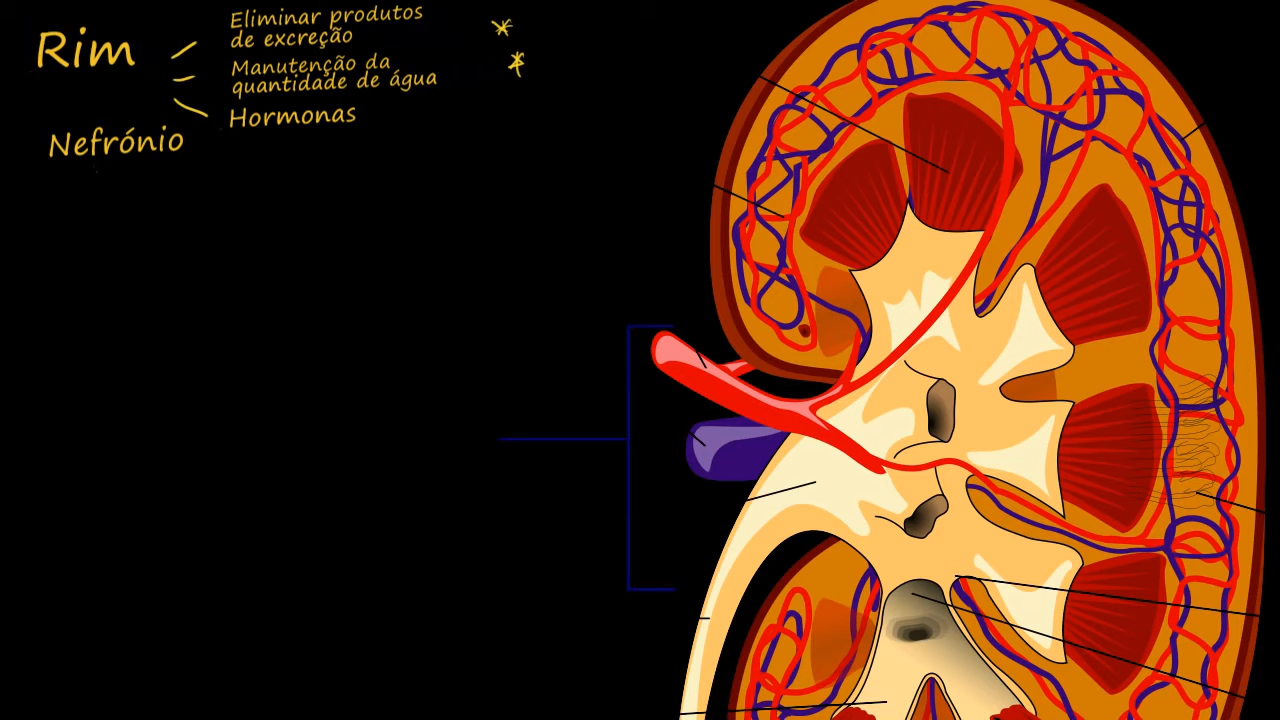 Rim
Eliminar produtos
de excreção
Manutenção da
quantidade de água
Hormonas
Nefrónio